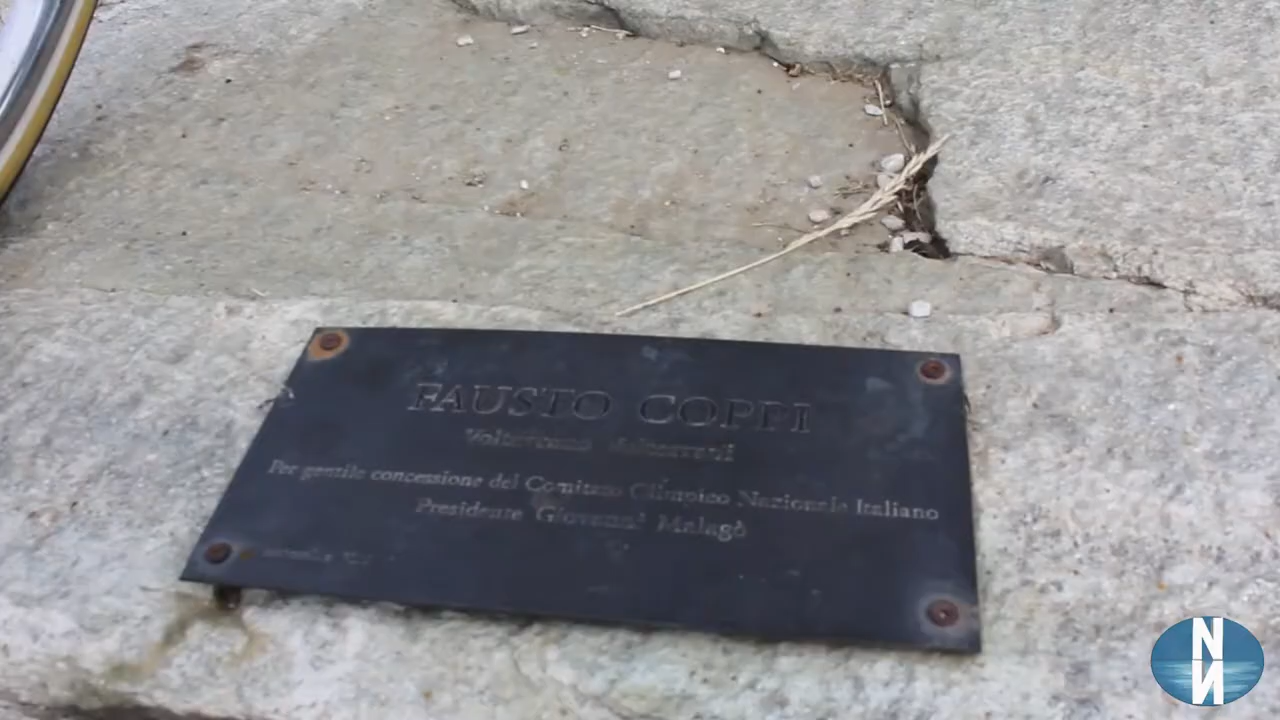 FAUSTO COPPI
Per gentile concessione del Comitato Olimpico Nazionale Italiano
Presidente Giovanni Malagò
N
N